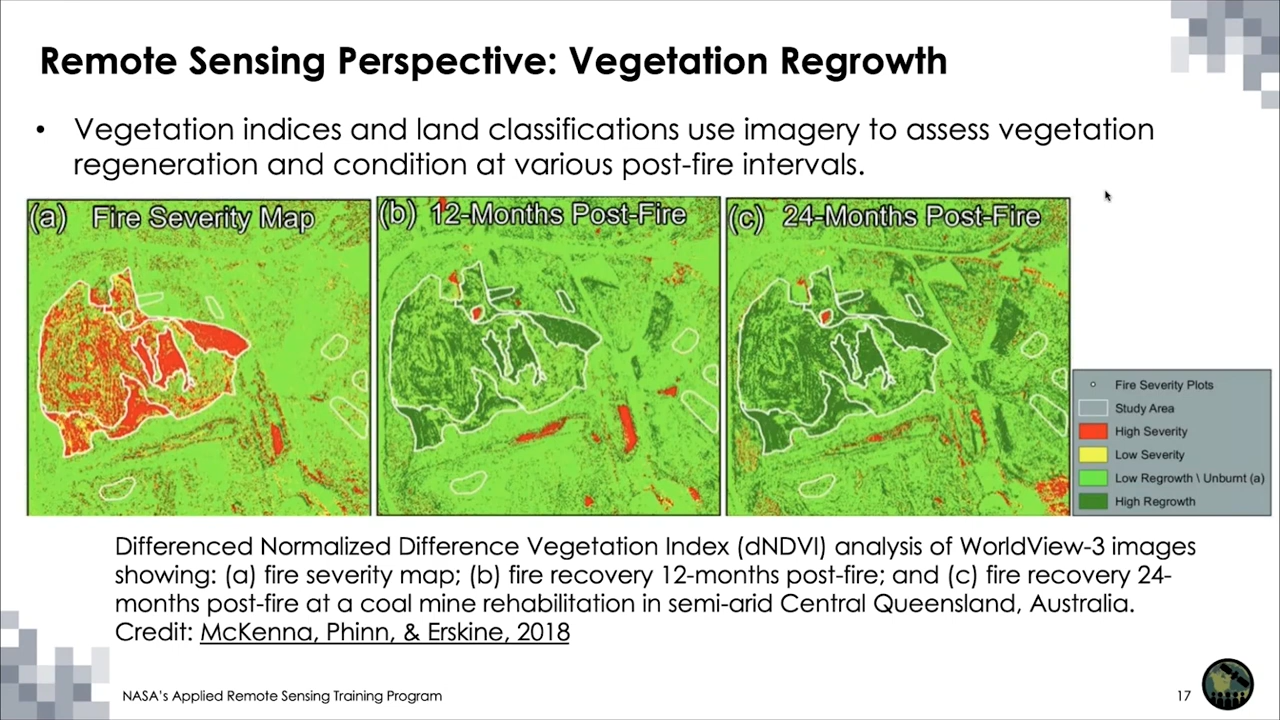 Remote Sensing Perspective: Vegetation Regrowth
• Vegetation indices and land classifications use imagery to assess vegetation
regeneration and condition at various post-fire intervals.
(a) Fire Severity Map
(b) 12-Months Post-Fire
(c) 24-Months Post-Fire
Fire Severity Plots
Study Area
High Severity
Low Severity
Low Regrowth \ Unburnt (a)
High Regrowth
Differenced Normalized Difference Vegetation Index (dNDVI) analysis of WorldView-3 images
showing: (a) fire severity map; (b) fire recovery 12-months post-fire; and (c) fire recovery 24-
months post-fire at a coal mine rehabilitation in semi-arid Central Queensland, Australia.
Credit: McKenna, Phinn, & Erskine, 2018
NASA's Applied Remote Sensing Training Program
17